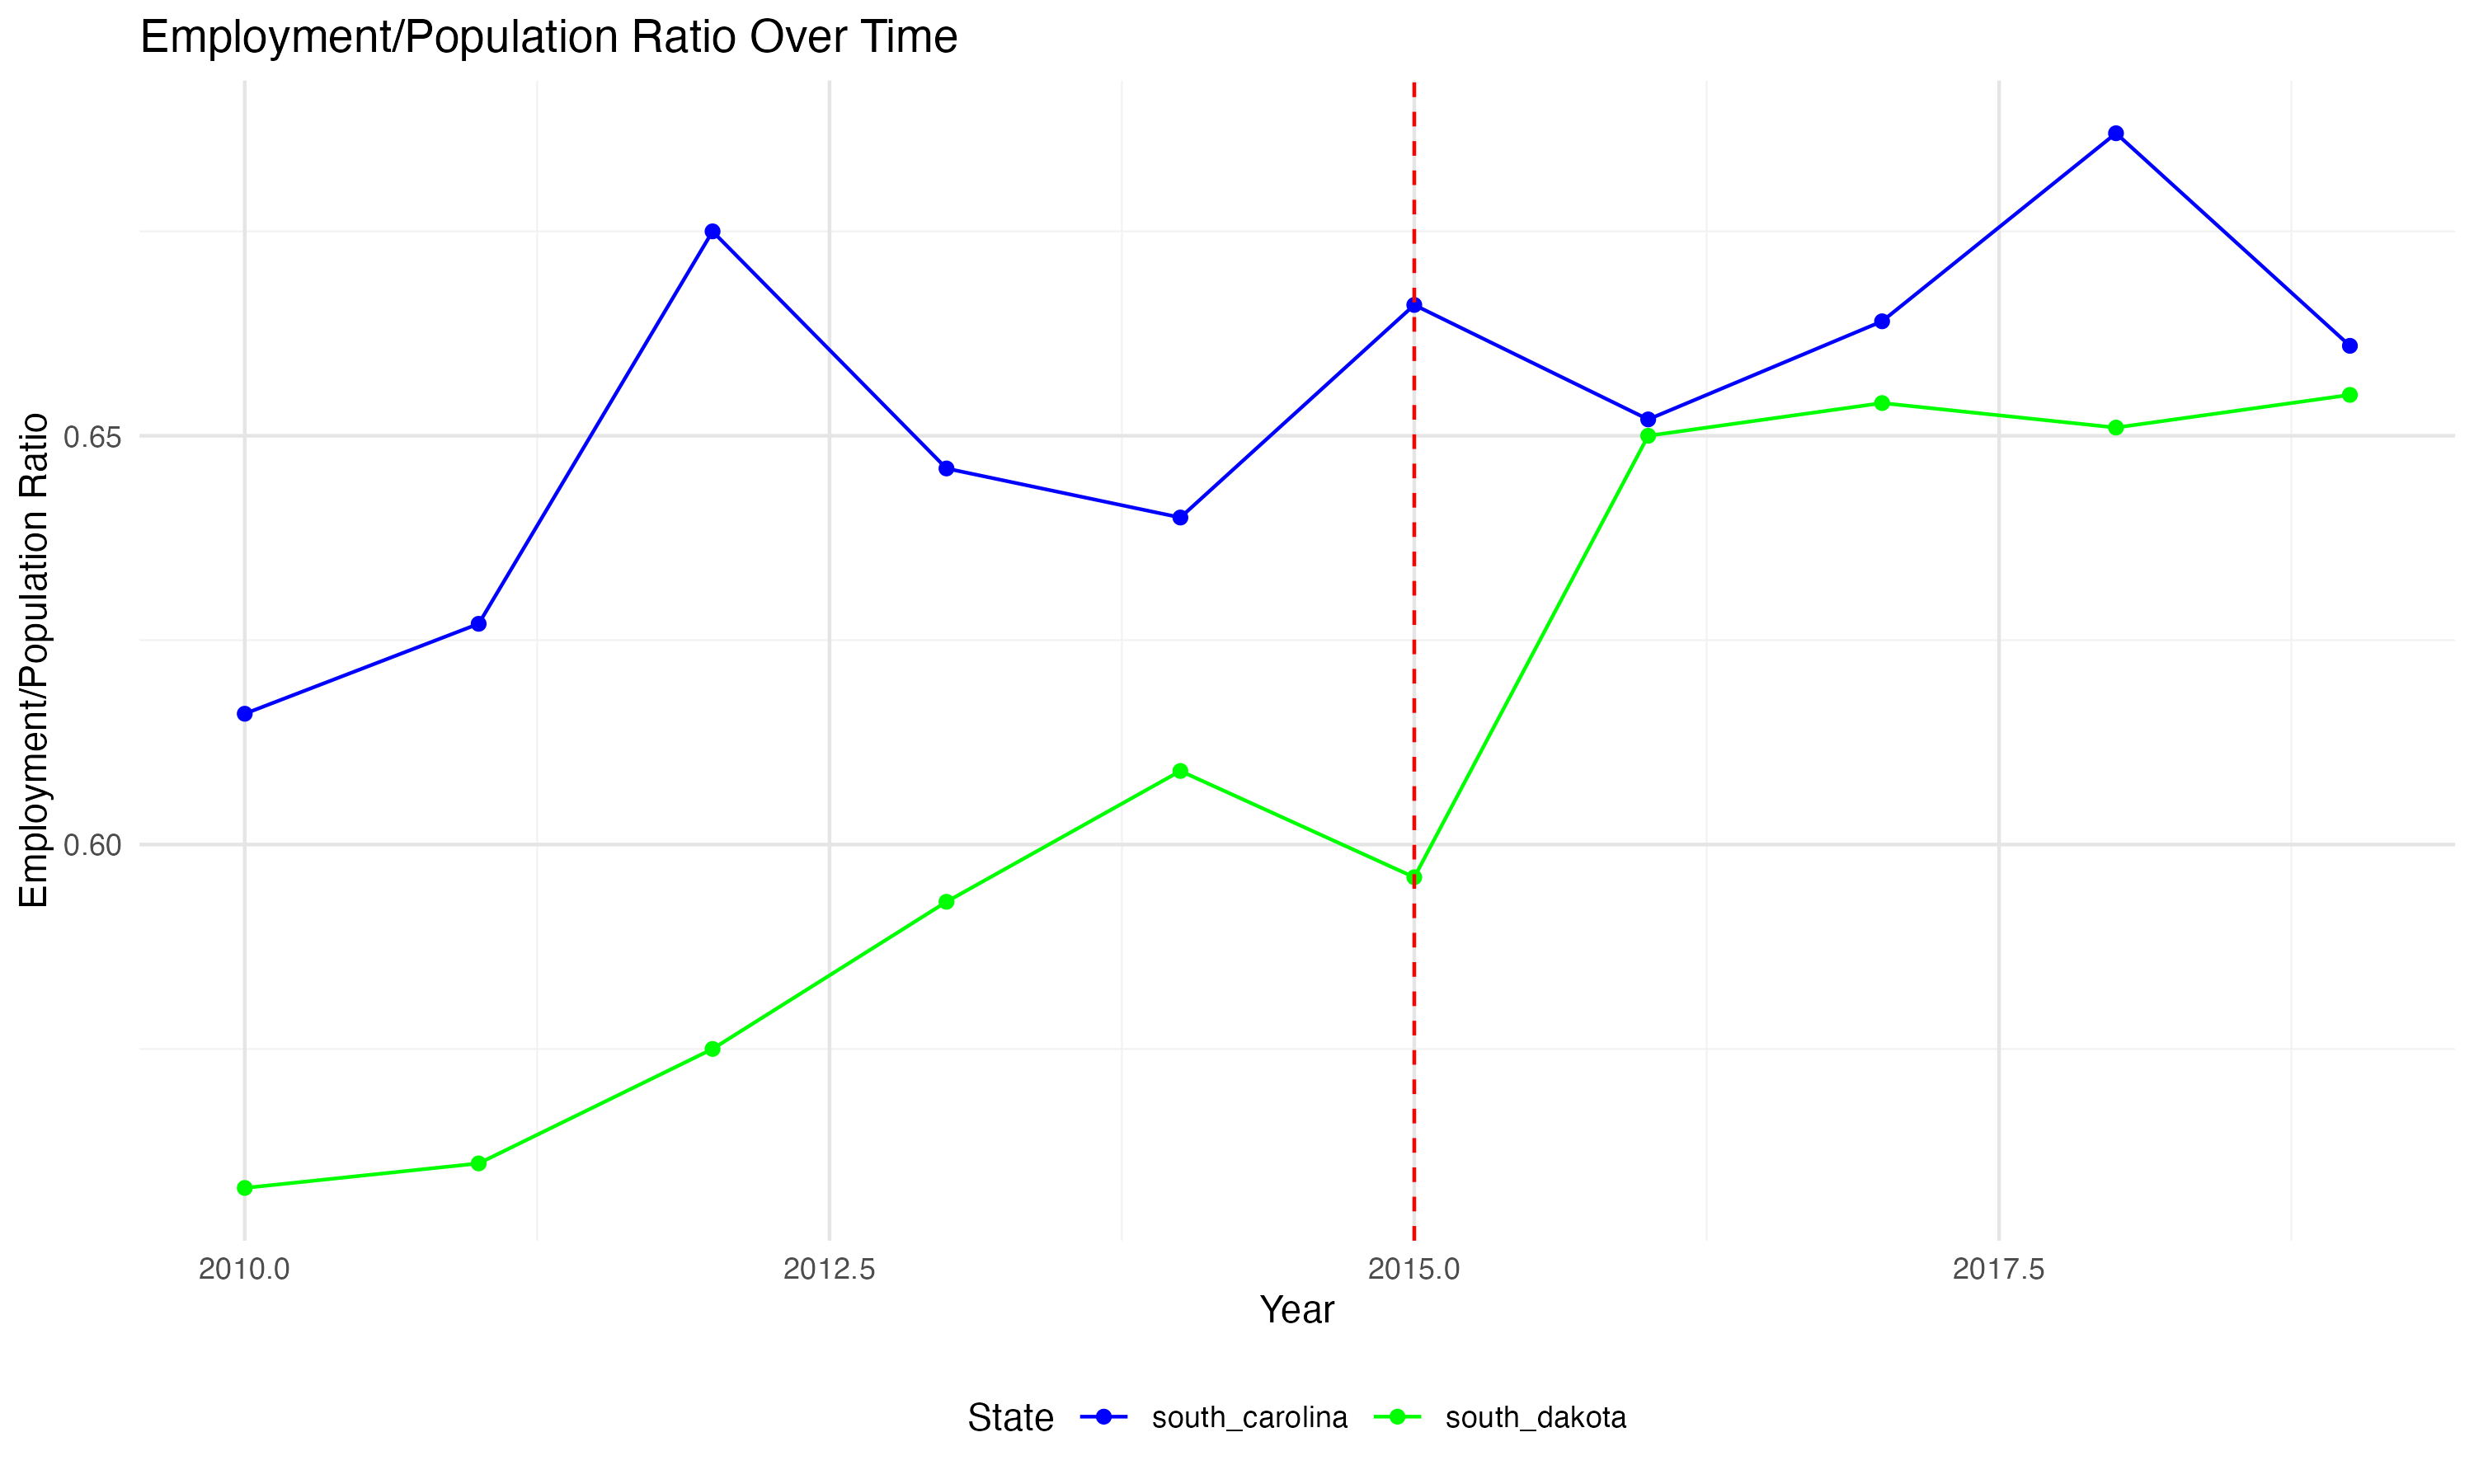 Employment/Population Ratio Over Time
Employment/Population Ratio
0.65
0.60
2010.0
2012.5
2015.0
2017.5
Year
State
south_carolina
south_dakota